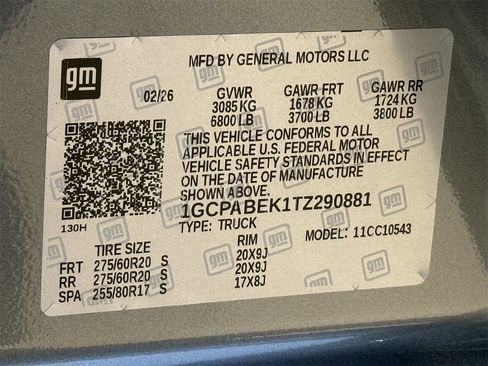 gm
MFD BY GENERAL MOTORS LLC
02/26
GVWR GAWR FRT GAWR RR
3085 KG 1678 KG 1724 KG
6800 LB 3700 LB 3800 LB
THIS VEHICLE CONFORMS TO ALL
APPLICABLE U.S. FEDERAL MOTOR
VEHICLE SAFETY STANDARDS IN EFFECT
ON THE DATE OF MANUFACTURE
SHOWN ABOVE.
1GCPABEK1TZ290881
130H
TYPE: TRUCK
MODEL: 11CC10543
TIRE SIZE RIM
FRT 275/60R20 S 20X9J
RR 275/60R20 S 20X9J
SPA 255/80R17 S 17X8J